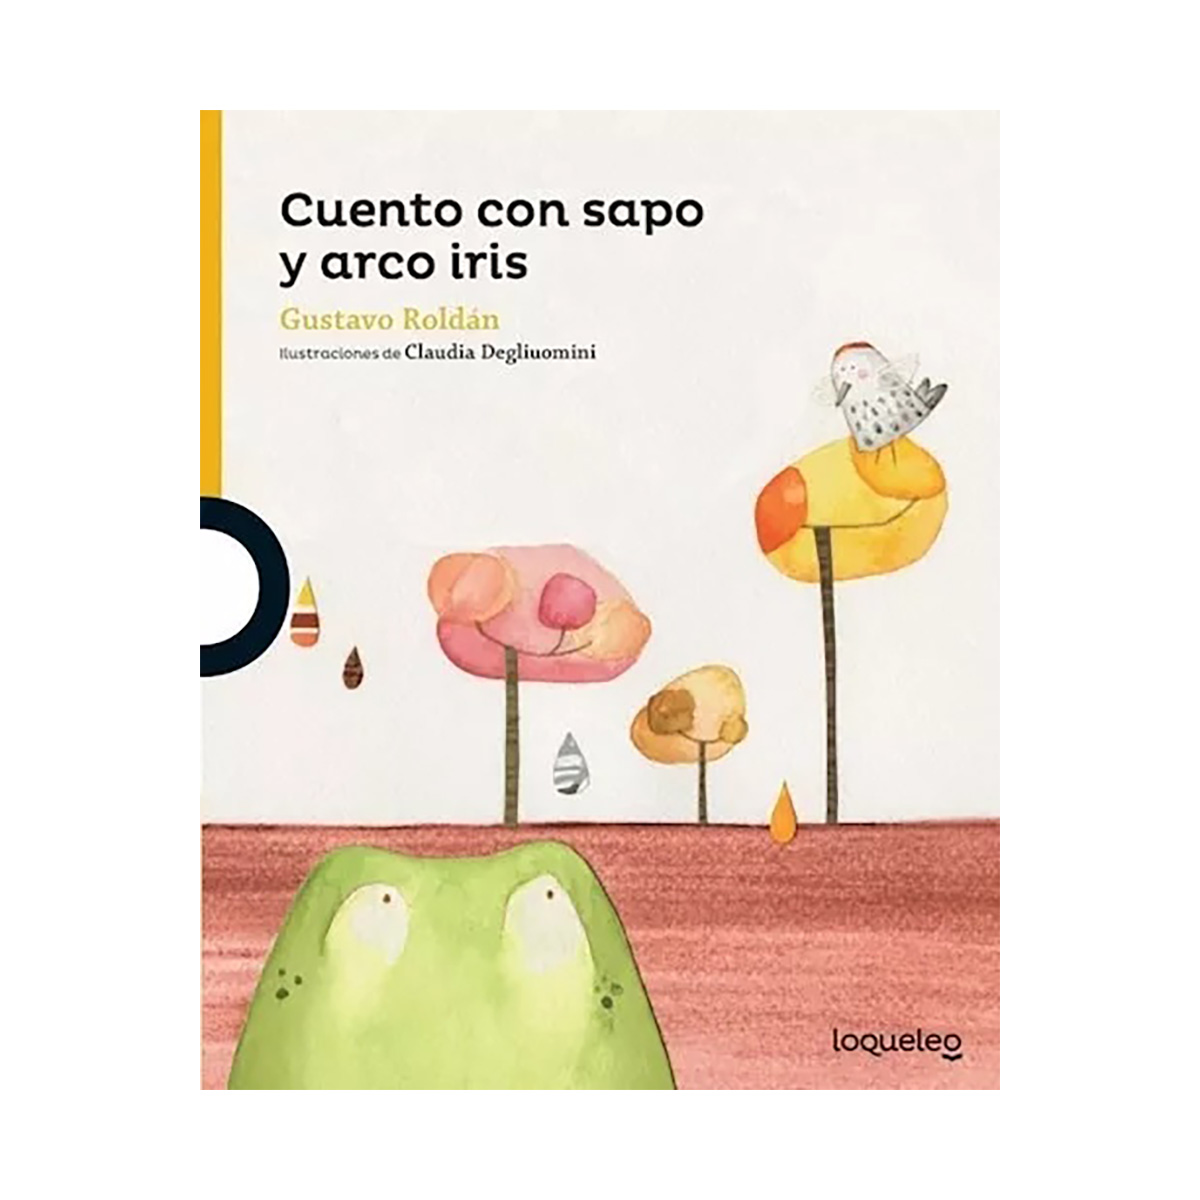 Cuento con sapo
y arco iris
Gustavo Roldán
Ilustraciones de Claudia Degliuomini
loqueleo